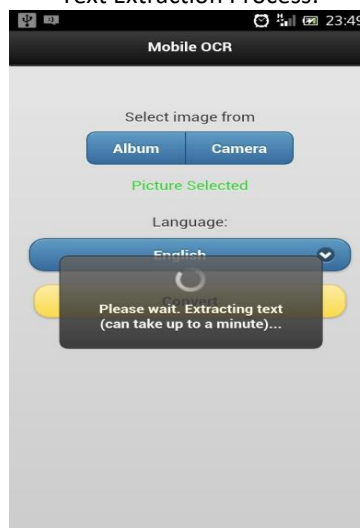 Text Extraction Process:
23:49
Mobile OCR
Select image from
Album Camera
Picture Selected
Language:
English
Convert
Please wait. Extracting text
(can take up to a minute)...